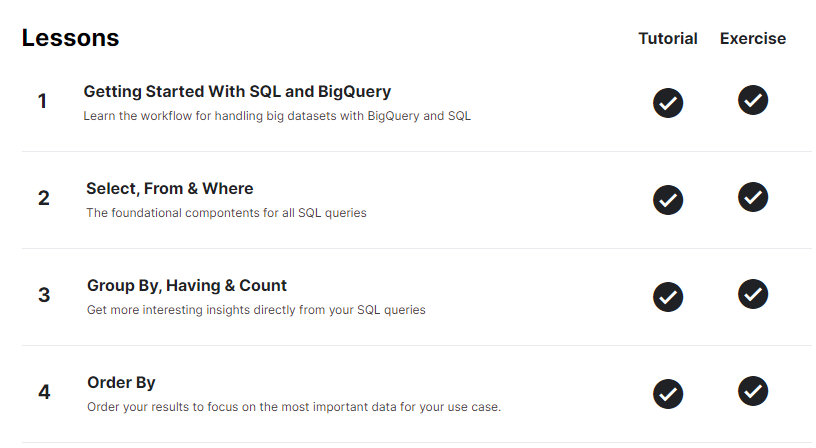 Lessons Tutorial Exercise
1 Getting Started With SQL and BigQuery
Learn the workflow for handling big datasets with BigQuery and SQL
2 Select, From & Where
The foundational compontents for all SQL queries
3 Group By, Having & Count
Get more interesting insights directly from your SQL queries
4 Order By
Order your results to focus on the most important data for your use case.